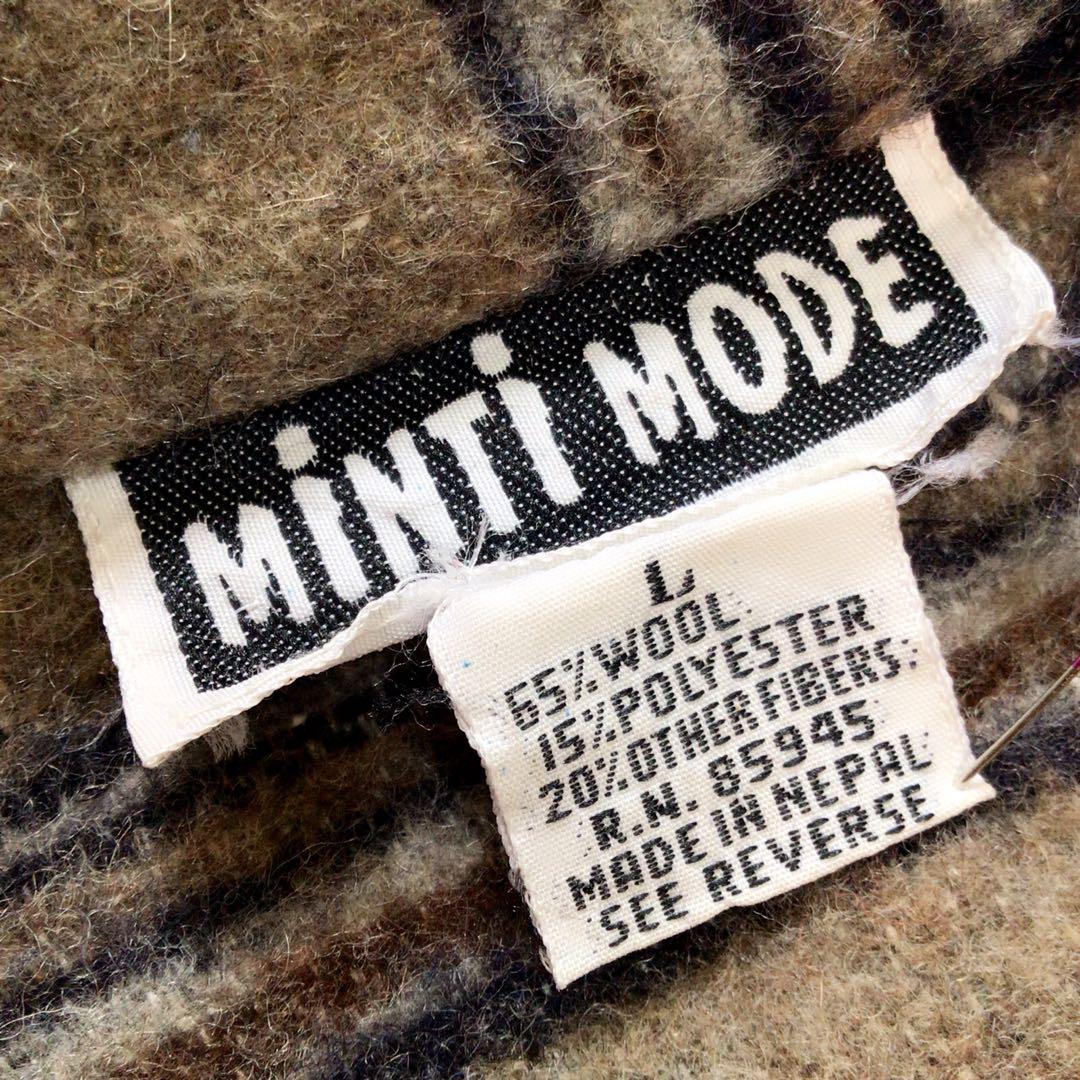 MiNTi MODE
L
65% WOOL
15% POLYESTER
20% OTHER FIBERS
R.N. 85945
MADE IN NEPAL
SEE REVERSE